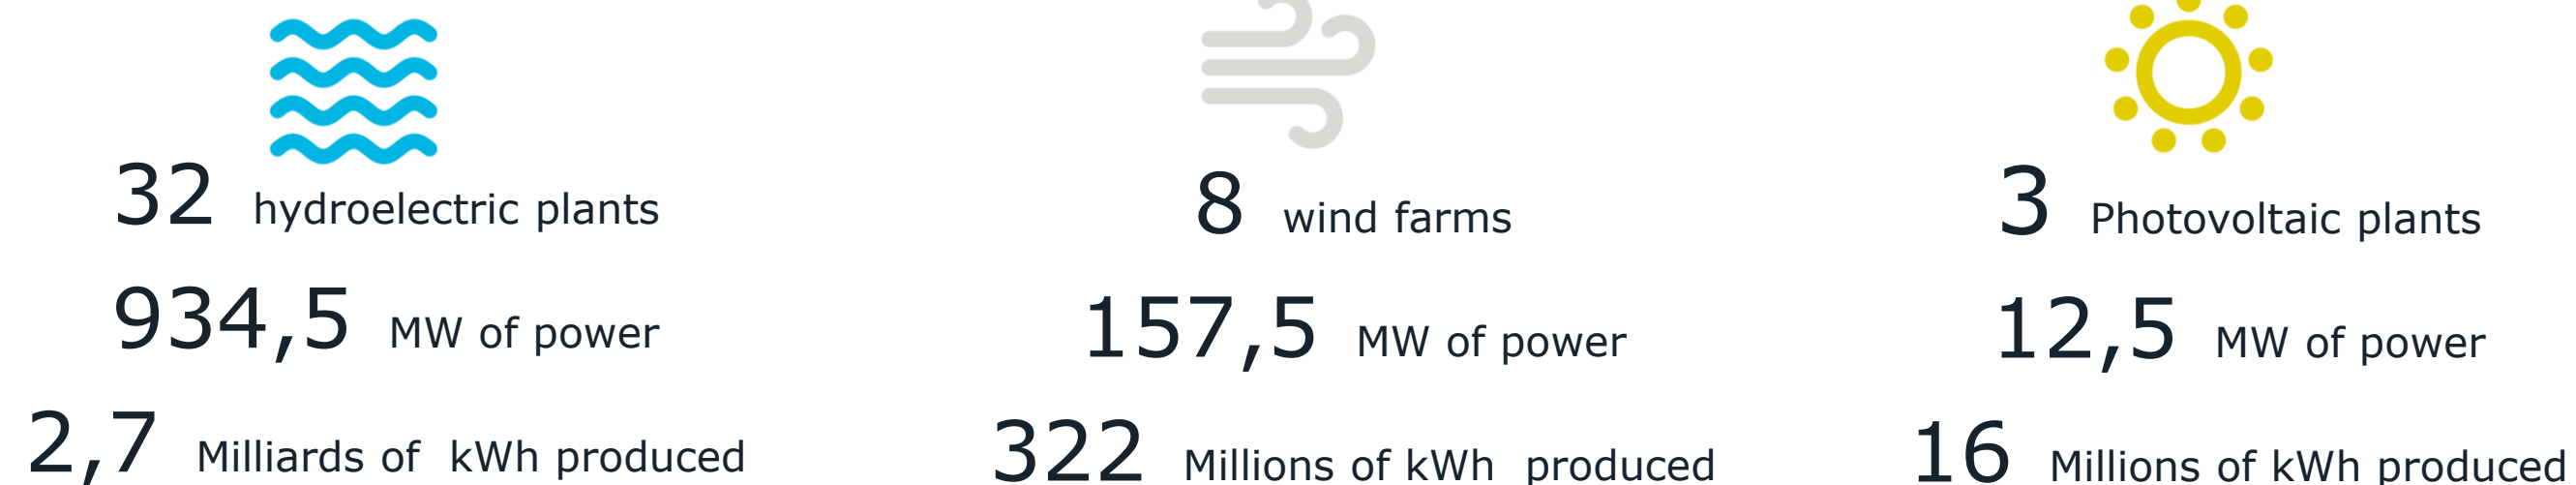 32 hydroelectric plants
934,5 MW of power
2,7 Milliards of kWh produced
8 wind farms
157,5 MW of power
322 Millions of kWh produced
3 Photovoltaic plants
12,5 MW of power
16 Millions of kWh produced